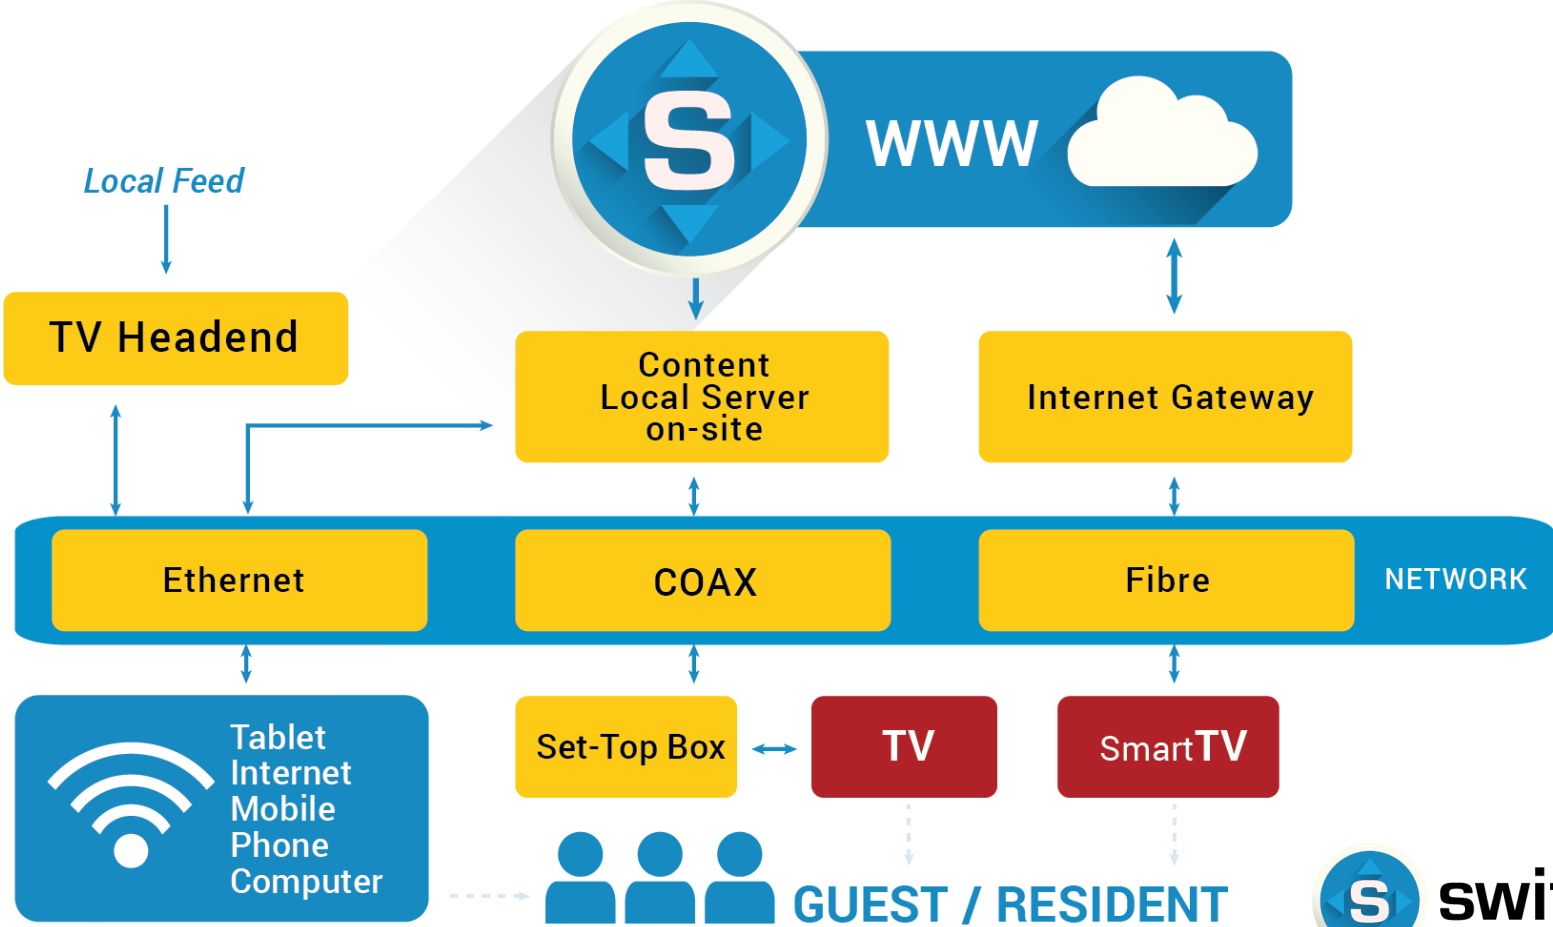 S
WWW
Local Feed
TV Headend
Content
Local Server
on-site
Internet Gateway
Ethernet
COAX
Fibre
NETWORK
Tablet
Internet
Mobile
Phone
Computer
Set-Top Box
TV
SmartTV
GUEST / RESIDENT
S